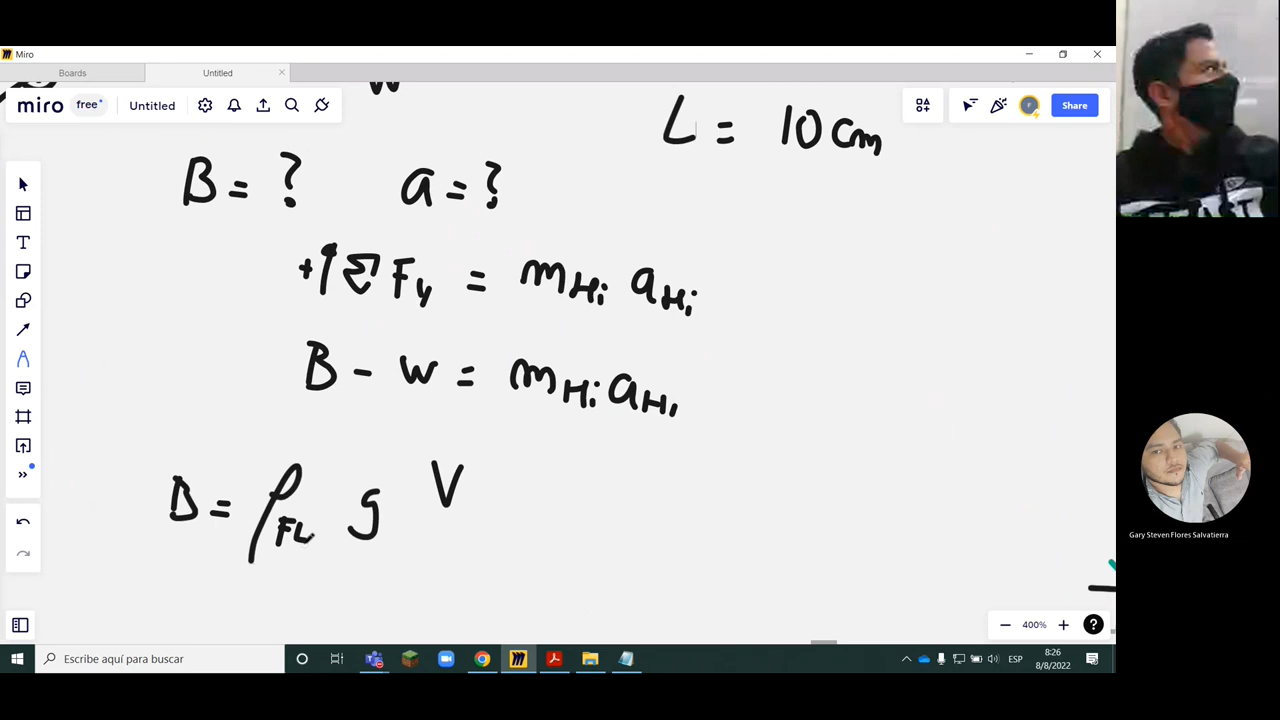 Miro
Boards
Untitled
miro free Untitled
Share
w
L = 10 cm
B = ? a = ?
+↑ Σ Fy = mHi aHi
B - w = mHi aHi
B = ρFL g V
Gary Steven Flores Salvatierra
400%
Escribe aquí para buscar
ESP
8:26
8/8/2022